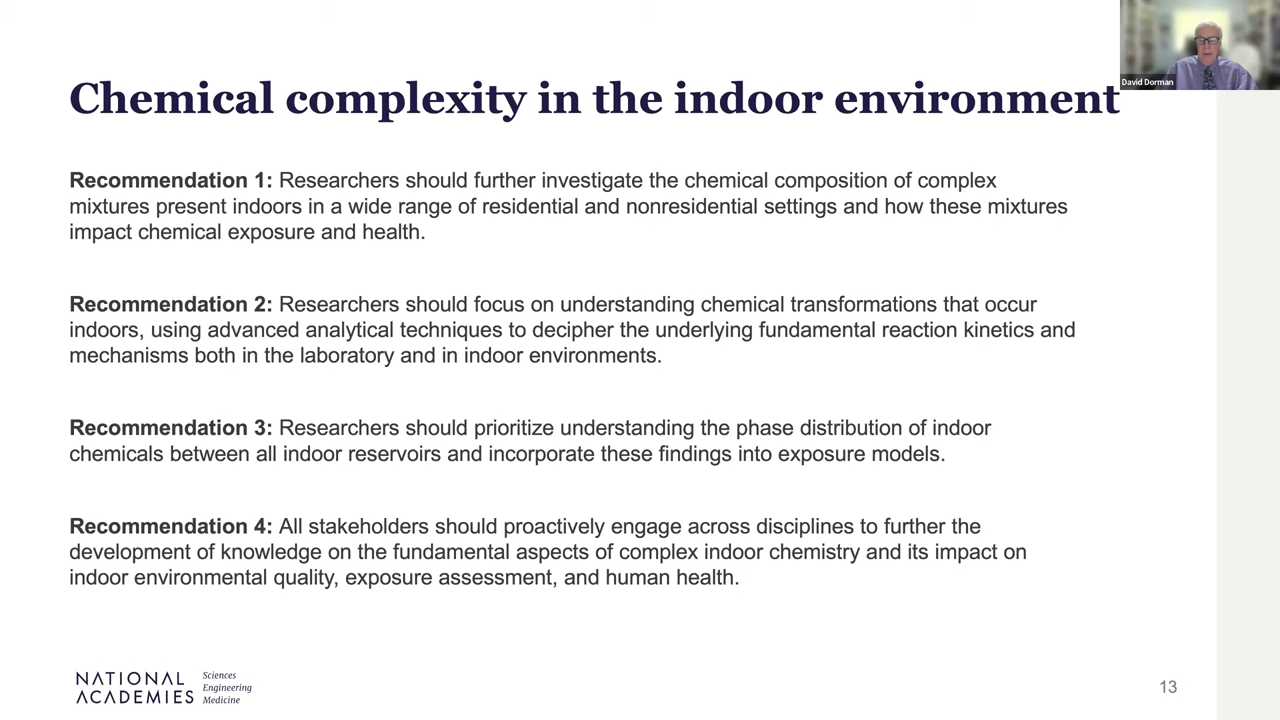 David Dorman
Chemical complexity in the indoor environment
Recommendation 1: Researchers should further investigate the chemical composition of complex
mixtures present indoors in a wide range of residential and nonresidential settings and how these mixtures
impact chemical exposure and health.
Recommendation 2: Researchers should focus on understanding chemical transformations that occur
indoors, using advanced analytical techniques to decipher the underlying fundamental reaction kinetics and
mechanisms both in the laboratory and in indoor environments.
Recommendation 3: Researchers should prioritize understanding the phase distribution of indoor
chemicals between all indoor reservoirs and incorporate these findings into exposure models.
Recommendation 4: All stakeholders should proactively engage across disciplines to further the
development of knowledge on the fundamental aspects of complex indoor chemistry and its impact on
indoor environmental quality, exposure assessment, and human health.
NATIONAL
ACADEMIES
Sciences
Engineering
Medicine
13